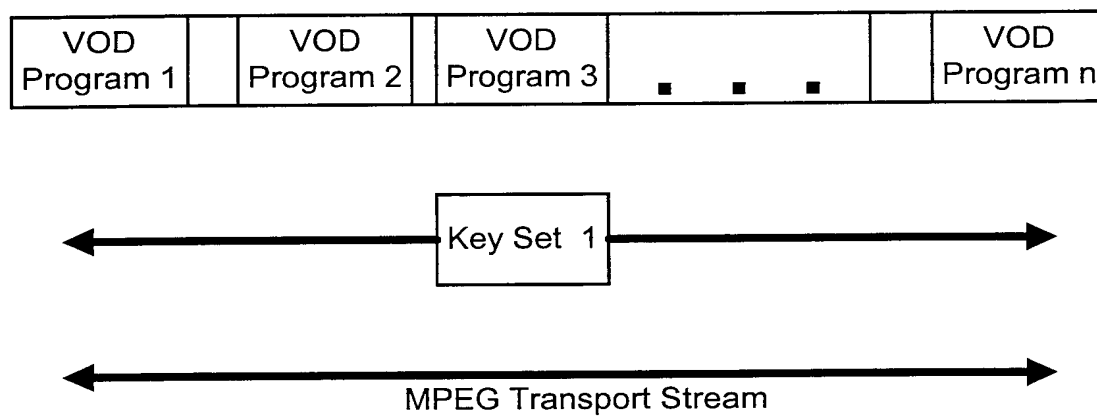 VOD
Program 1
VOD
Program 2
VOD
Program 3
. . .
VOD
Program n
Key Set 1
MPEG Transport Stream